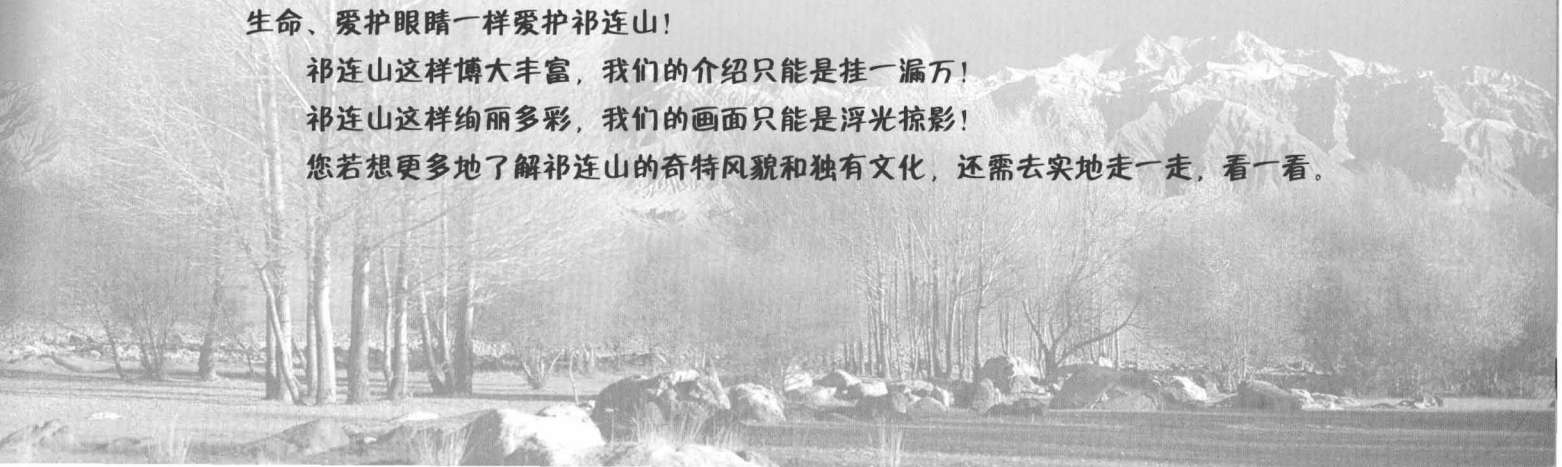 生命、爱护眼睛一样爱护祁连山！
祁连山这样博大丰富，我们的介绍只能是挂一漏万！
祁连山这样绚丽多彩，我们的画面只能是浮光掠影！
您若想更多地了解祁连山的奇特风貌和独有文化，还需去实地走一走，看一看。